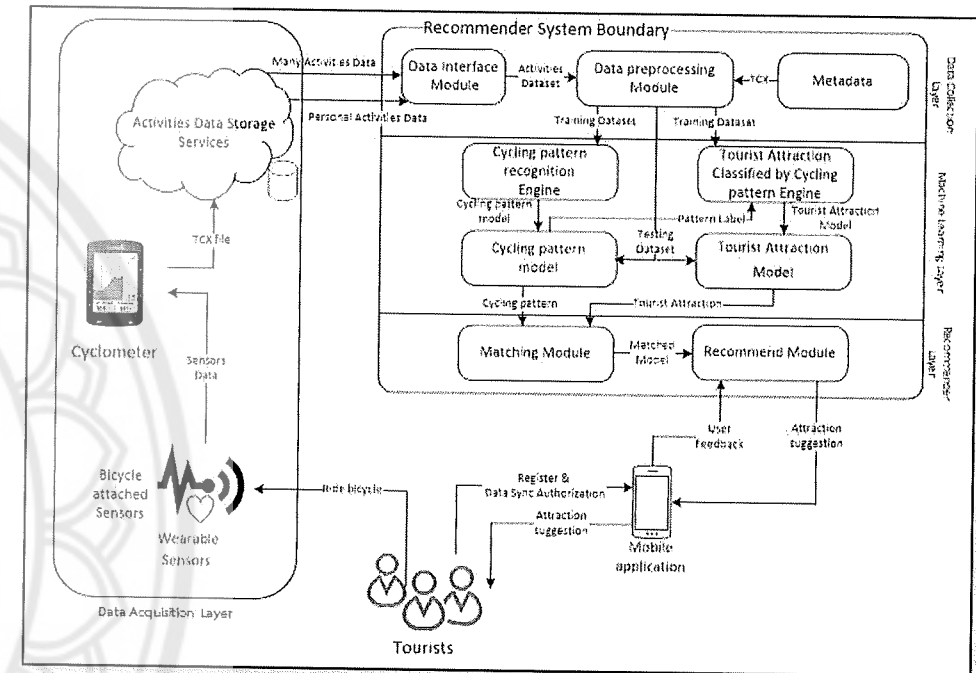 Recommender System Boundary
Many Activities Data
Data Interface
Module
Activities
Dataset
Data preprocessing
Module
TCX
Metadata
Data Collection
Layer
Activities Data Storage
Services
Personal Activities Data
Training Dataset
Training Dataset
Cycling pattern
recognition
Engine
Tourist Attraction
Classified by Cycling
pattern Engine
Machine Learning Layer
Cycling pattern
model
Pattern Label
Tourist Attraction
Model
TCX file
Cycling pattern
model
Testing
Dataset
Tourist Attraction
Model
Cycling pattern
Tourist Attraction
Cyclometer
Matching Module
Matched
Model
Recommend Module
Recommender
Layer
Sensors
Data
User
feedback
Attraction
suggestion
Bicycle
attached
Sensors
Ride bicycle
Register &
Data Sync Authorization
Wearable
Sensors
Attraction
suggestion
Mobile
application
Data Acquisition Layer
Tourists